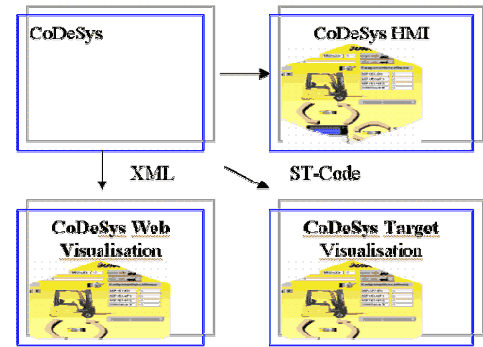 CoDeSys
CoDeSys HMI
XML
ST-Code
CoDeSys Web
Visualisation
CoDeSys Target
Visualisation